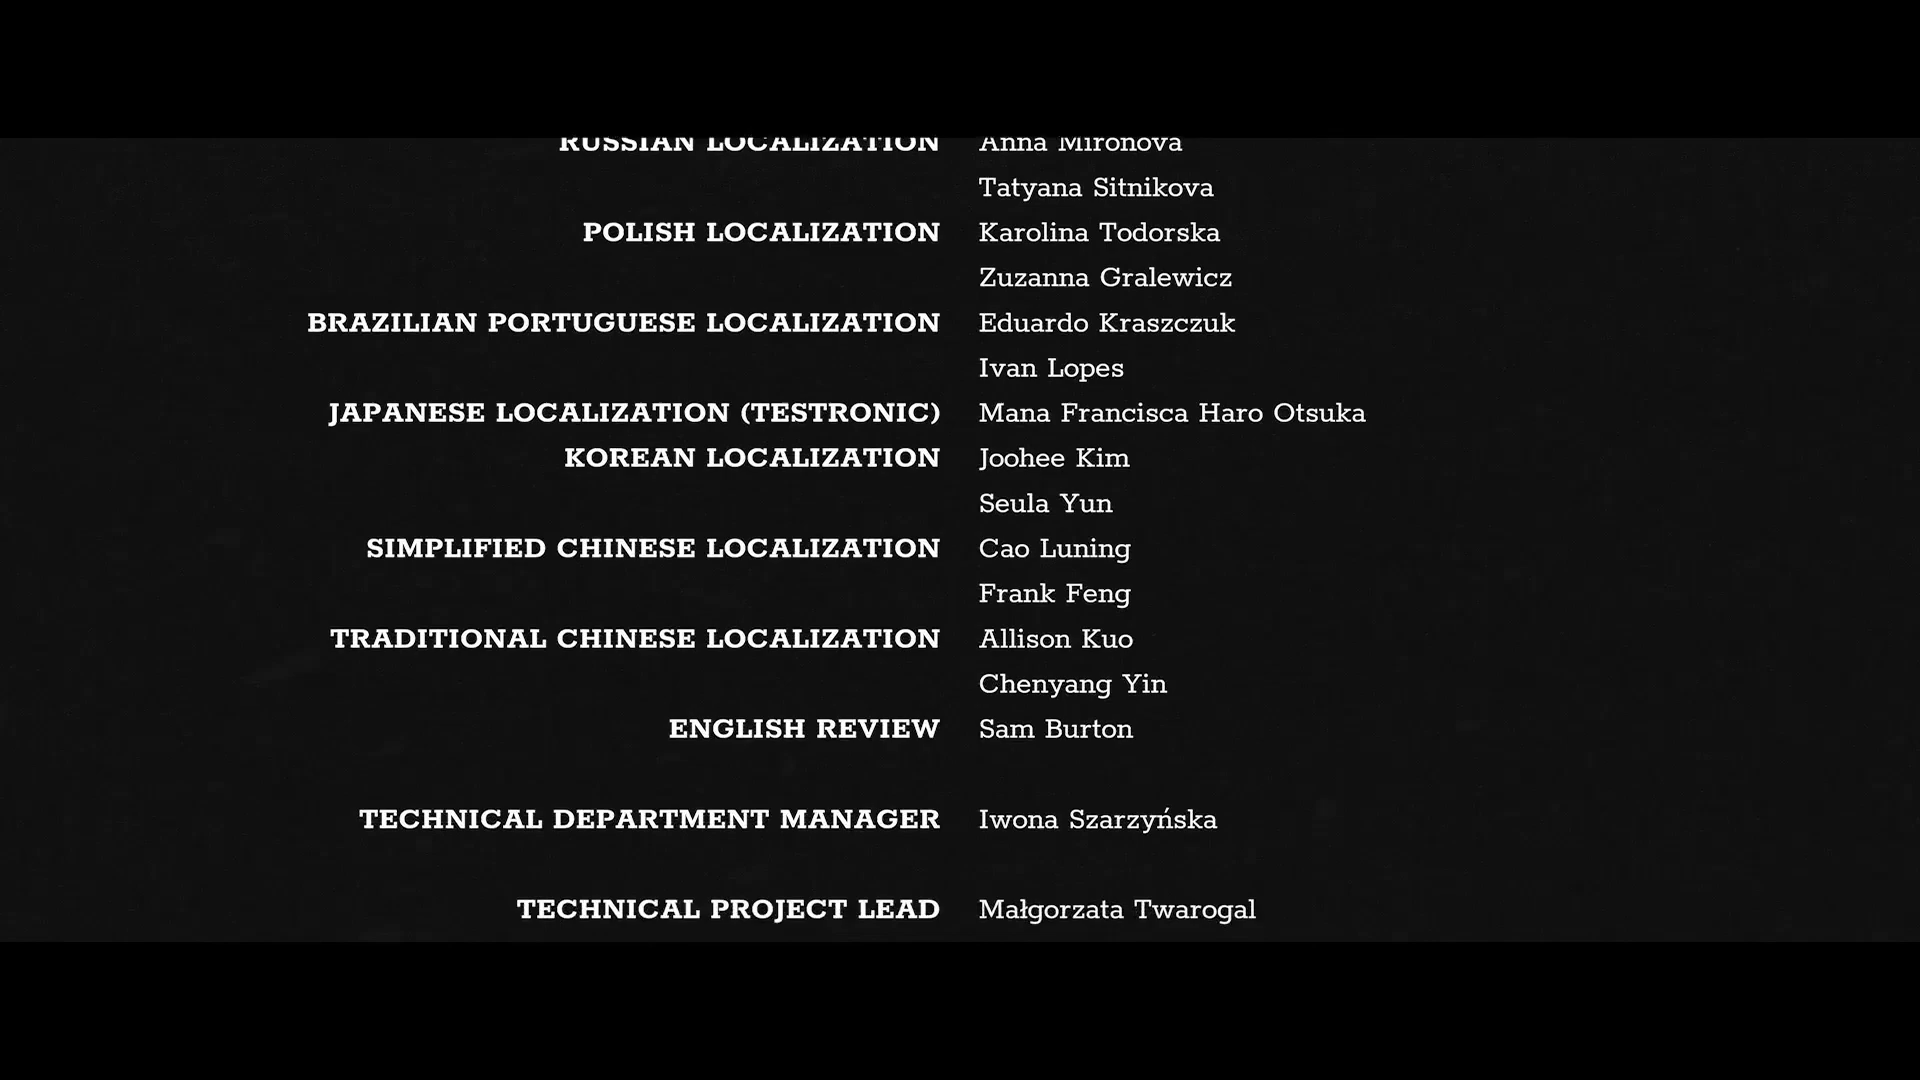 RUSSIAN LOCALIZATION Anna Mironova
Tatyana Sitnikova
POLISH LOCALIZATION Karolina Todorska
Zuzanna Gralewicz
BRAZILIAN PORTUGUESE LOCALIZATION Eduardo Kraszczuk
Ivan Lopes
JAPANESE LOCALIZATION (TESTRONIC) Mana Francisca Haro Otsuka
KOREAN LOCALIZATION Joohee Kim
Seula Yun
SIMPLIFIED CHINESE LOCALIZATION Cao Luning
Frank Feng
TRADITIONAL CHINESE LOCALIZATION Allison Kuo
Chenyang Yin
ENGLISH REVIEW Sam Burton
TECHNICAL DEPARTMENT MANAGER Iwona Szarzyńska
TECHNICAL PROJECT LEAD Małgorzata Twarogal